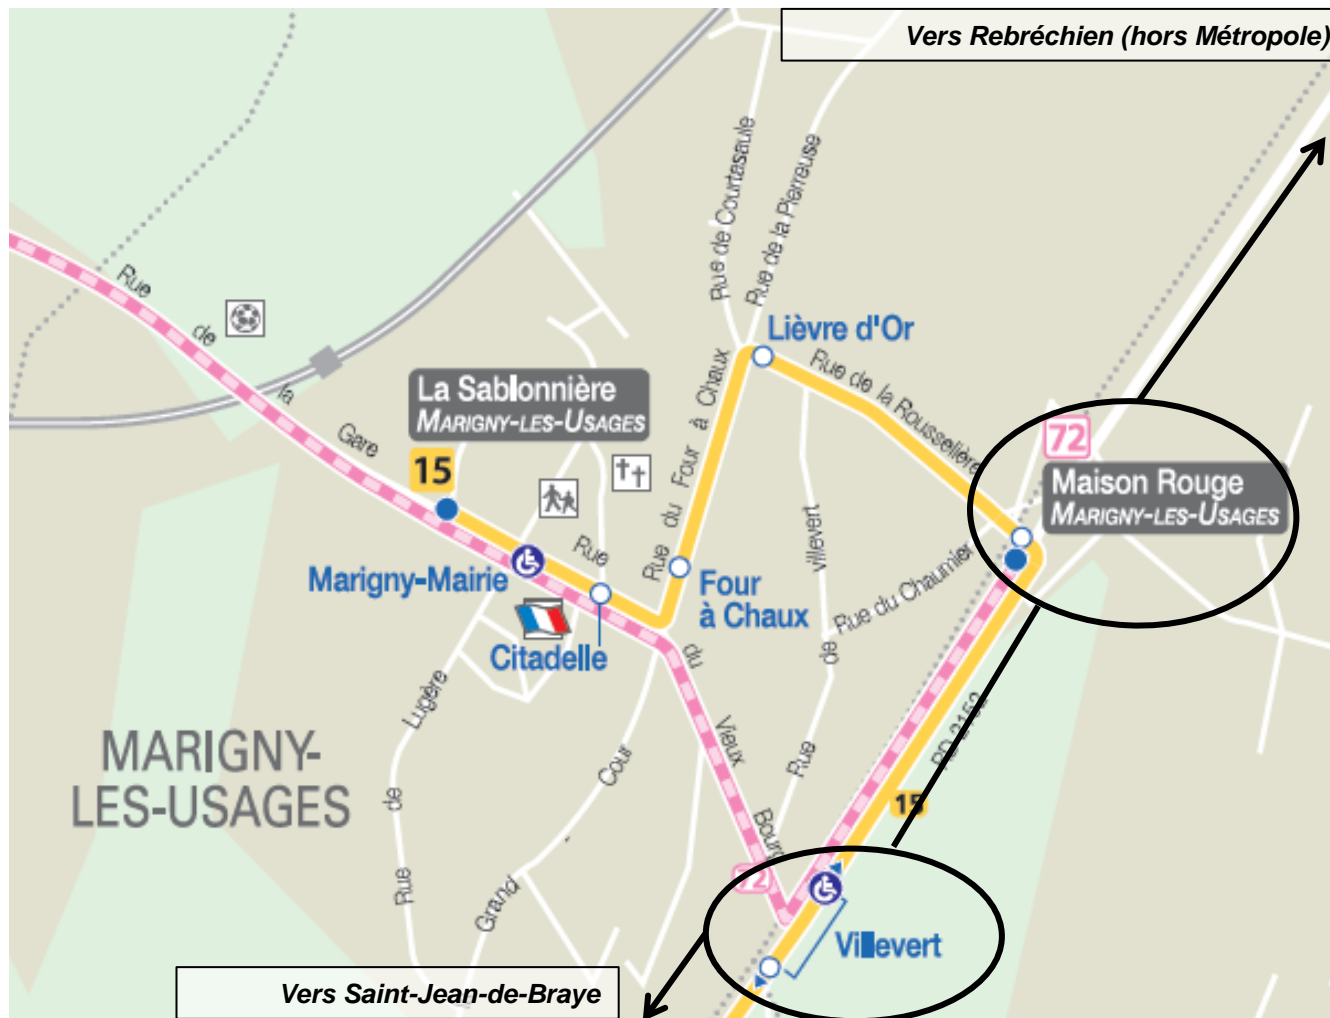 Vers Rebréchien (hors Métropole)
Rue de Courtasaule
Rue de la Pierreuse
Rue de la Gare
Lièvre d'Or
Rue de la Rousselière
La Sablonnière
MARIGNY-LES-USAGES
15
72
Maison Rouge
MARIGNY-LES-USAGES
Rue du Four à Chaux
Marigny-Mairie
Citadelle
Four
à Chaux
Rue du Vieux Bourg
Rue de villevert
Rue du Chaumier
Rue de Lugère
Grand Cour
MARIGNY-
LES-USAGES
RD 2152
15
72
Villevert
Vers Saint-Jean-de-Braye